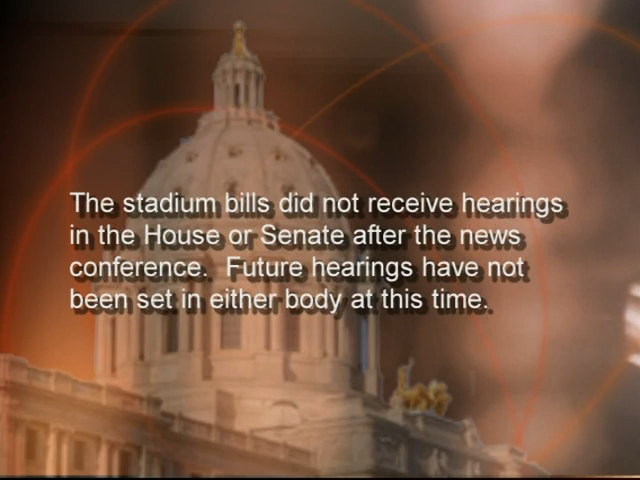 The stadium bills did not receive hearings
in the House or Senate after the news
conference.  Future hearings have not
been set in either body at this time.